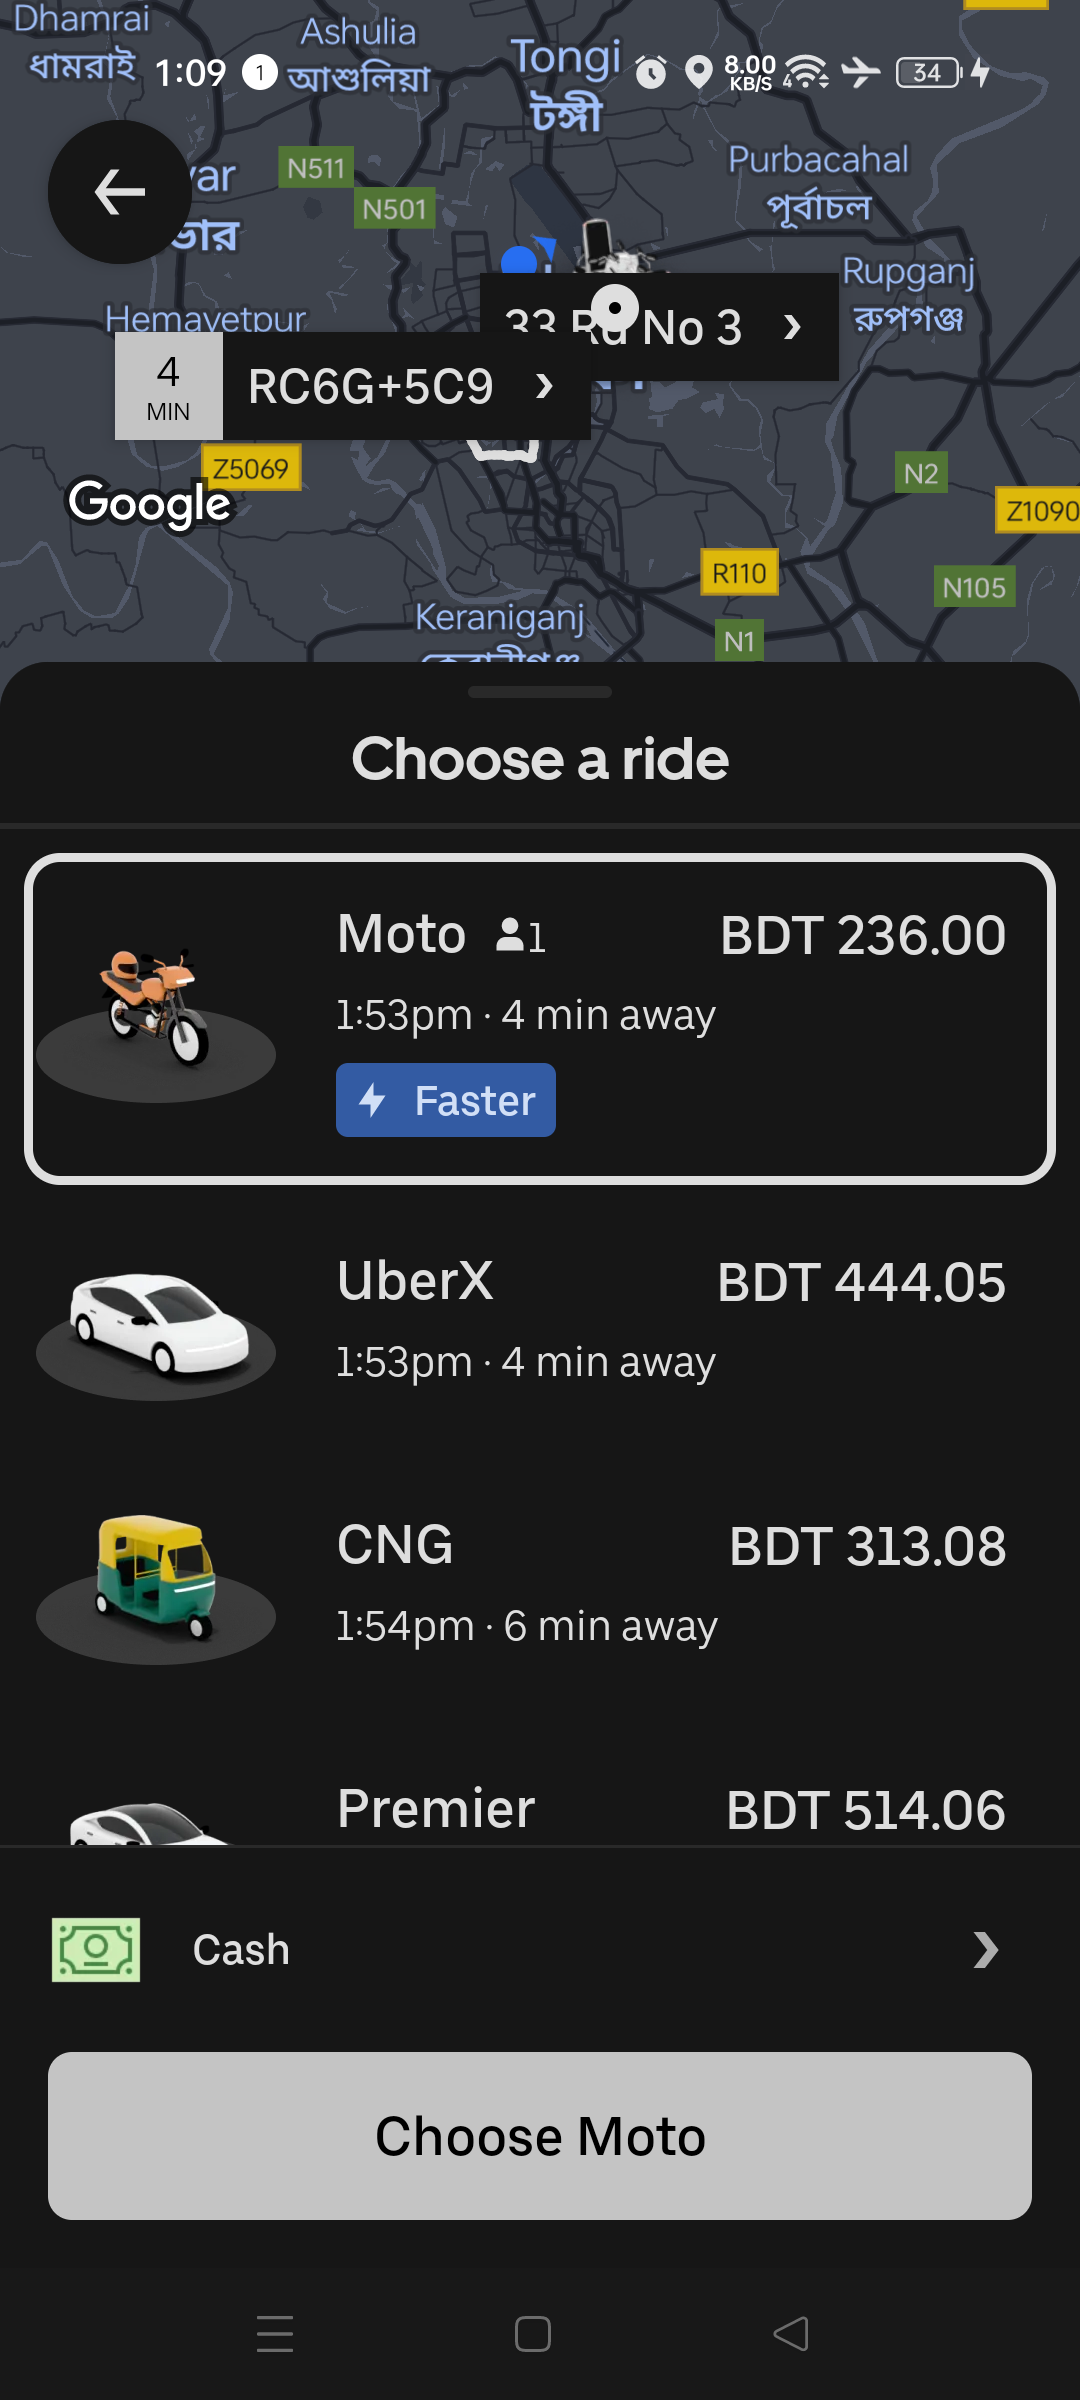 Dhamrai
ধামরাই
Ashulia
আশুলিয়া
Tongi
টঙ্গী
1:09
1
8.00
KB/S
4
34
Purbacahal
পূর্বাচল
N511
N501
Rupganj
রুপগঞ্জ
Hemayetpur
33 Rd No 3
4
MIN
RC6G+5C9
Z5069
Google
N2
Z1090
R110
N105
Keraniganj
N1
Choose a ride
Moto 1 BDT 236.00
1:53pm · 4 min away
Faster
UberX BDT 444.05
1:53pm · 4 min away
CNG BDT 313.08
1:54pm · 6 min away
Premier BDT 514.06
Cash
Choose Moto